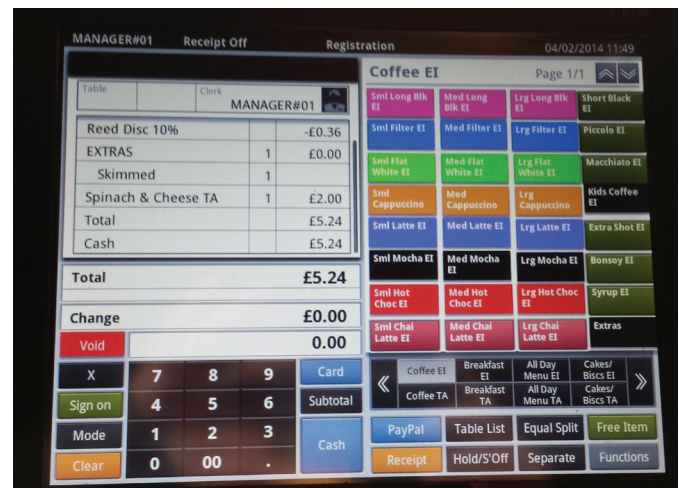 MANAGER#01 Receipt Off Registration 04/02/2014 11:49
Table Clerk MANAGER#01
Reed Disc 10% -£0.36
EXTRAS 1 £0.00
Skimmed 1
Spinach & Cheese TA 1 £2.00
Total £5.24
Cash £5.24
Total £5.24
Change £0.00
Void 0.00
X 7 8 9 Card
Sign on 4 5 6 Subtotal
Mode 1 2 3 Cash
Clear 0 00 .
Coffee EI Page 1/1
Sml Long Blk EI Med Long Blk EI Lrg Long Blk EI Short Black EI
Sml Filter EI Med Filter EI Lrg Filter EI Piccolo EI
Sml Flat White EI Med Flat White EI Lrg Flat White EI Macchiato EI
Sml Cappuccino Med Cappuccino Lrg Cappuccino Kids Coffee EI
Sml Latte EI Med Latte EI Lrg Latte EI Extra Shot EI
Sml Mocha EI Med Mocha EI Lrg Mocha EI Bonsoy EI
Sml Hot Choc EI Med Hot Choc EI Lrg Hot Choc EI Syrup EI
Sml Chai Latte EI Med Chai Latte EI Lrg Chai Latte EI Extras
« Coffee EI Breakfast EI All Day Menu EI Cakes/ Biscs EI »
Coffee TA Breakfast TA All Day Menu TA Cakes/ Biscs TA
PayPal Table List Equal Split Free Item
Receipt Hold/S'Off Separate Functions